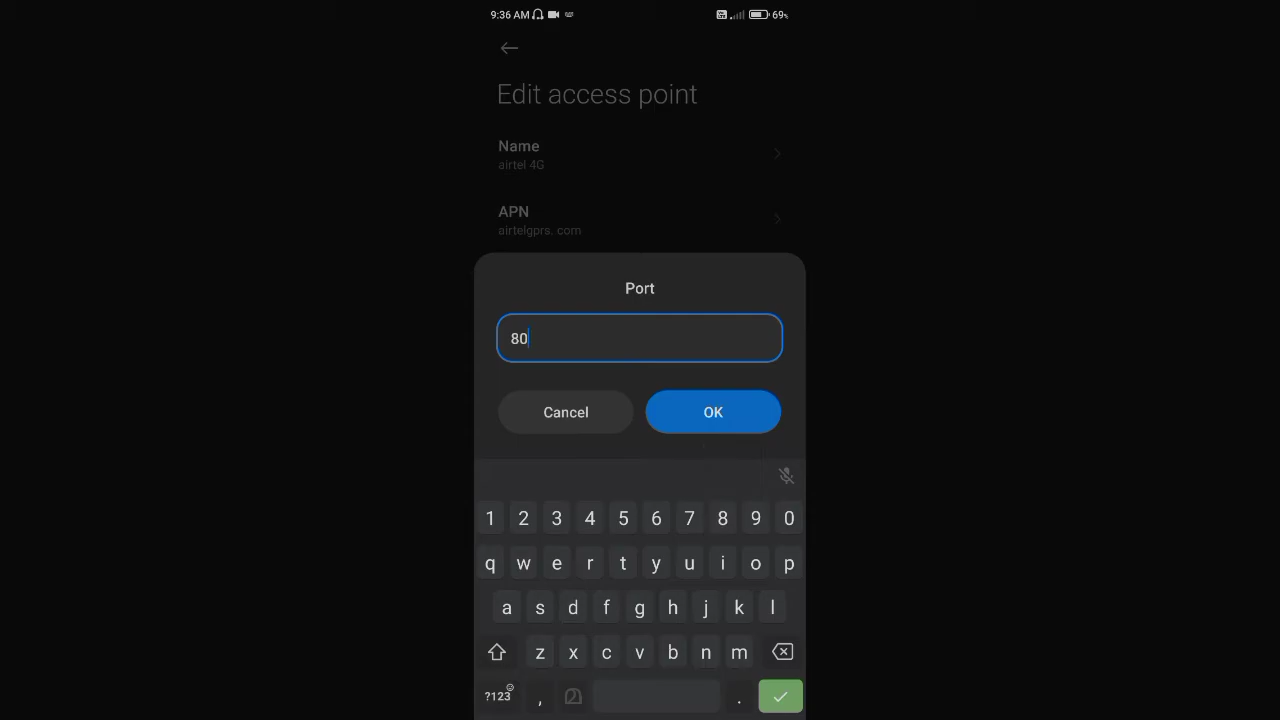 9:36 AM 69%
Edit access point
Name
airtel 4G
APN
airtelgprs. com
Port
80
Cancel OK
1 2 3 4 5 6 7 8 9 0
q w e r t y u i o p
a s d f g h j k l
z x c v b n m
?123 , .